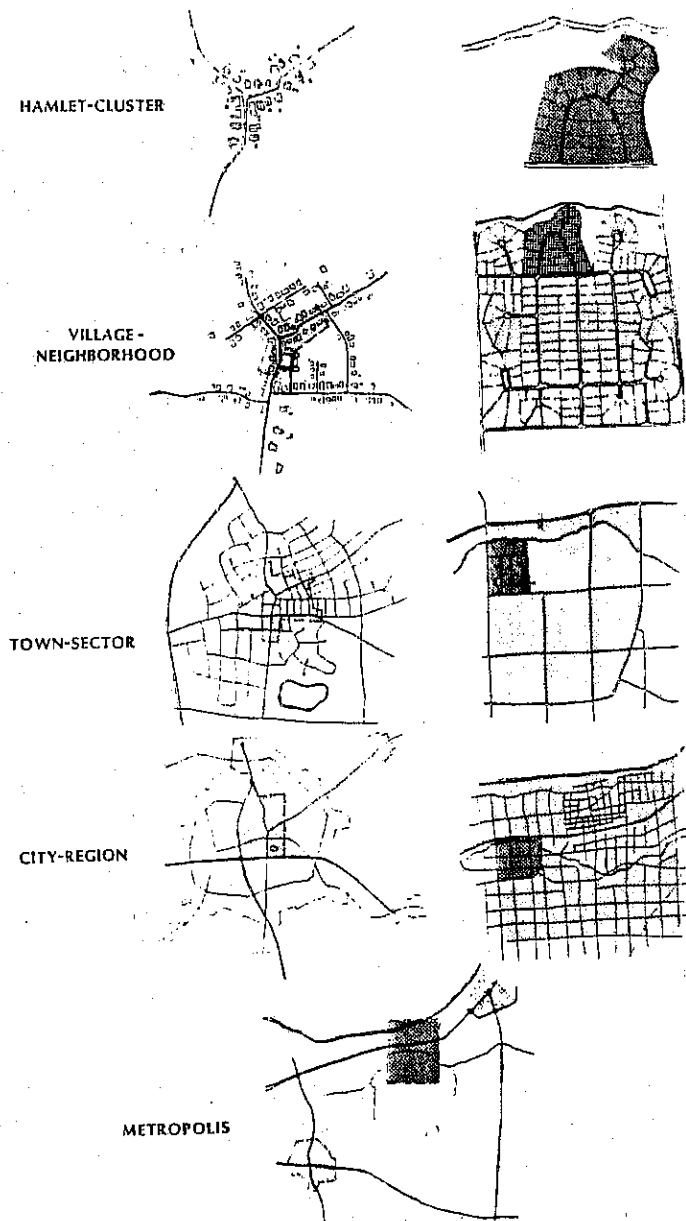 HAMLET-CLUSTER
VILLAGE-
NEIGHBORHOOD
TOWN-SECTOR
CITY-REGION
METROPOLIS